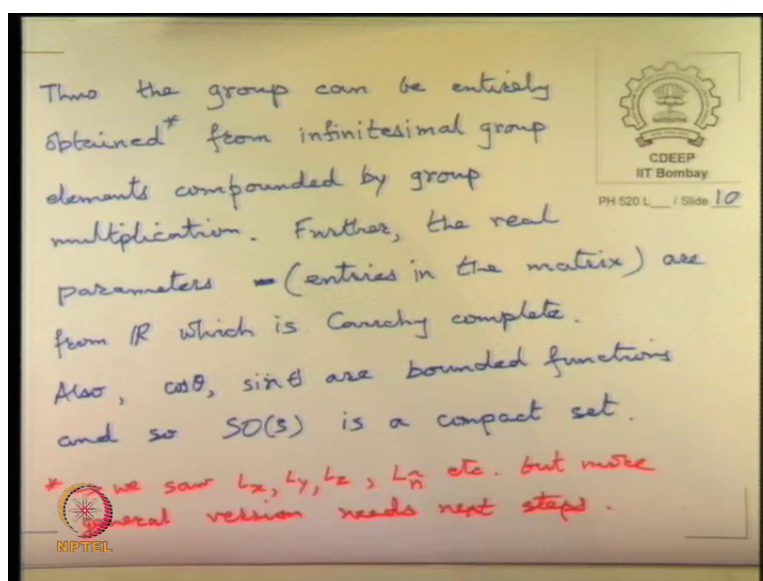 Thus the group can be entirely
obtained* from infinitesimal group
elements compounded by group
multplication. Further, the real
parameters – (entries in the matrix) are
from R which is Cauchy complete.
Also, cosθ, sinθ are bounded functions
and so SO(3) is a compact set.
* – we saw Lx, Ly, Lz, Ln̂ etc. but more
general version needs next steps.
CDEEP
IIT Bombay
PH 520 L___ / Slide 10
NPTEL